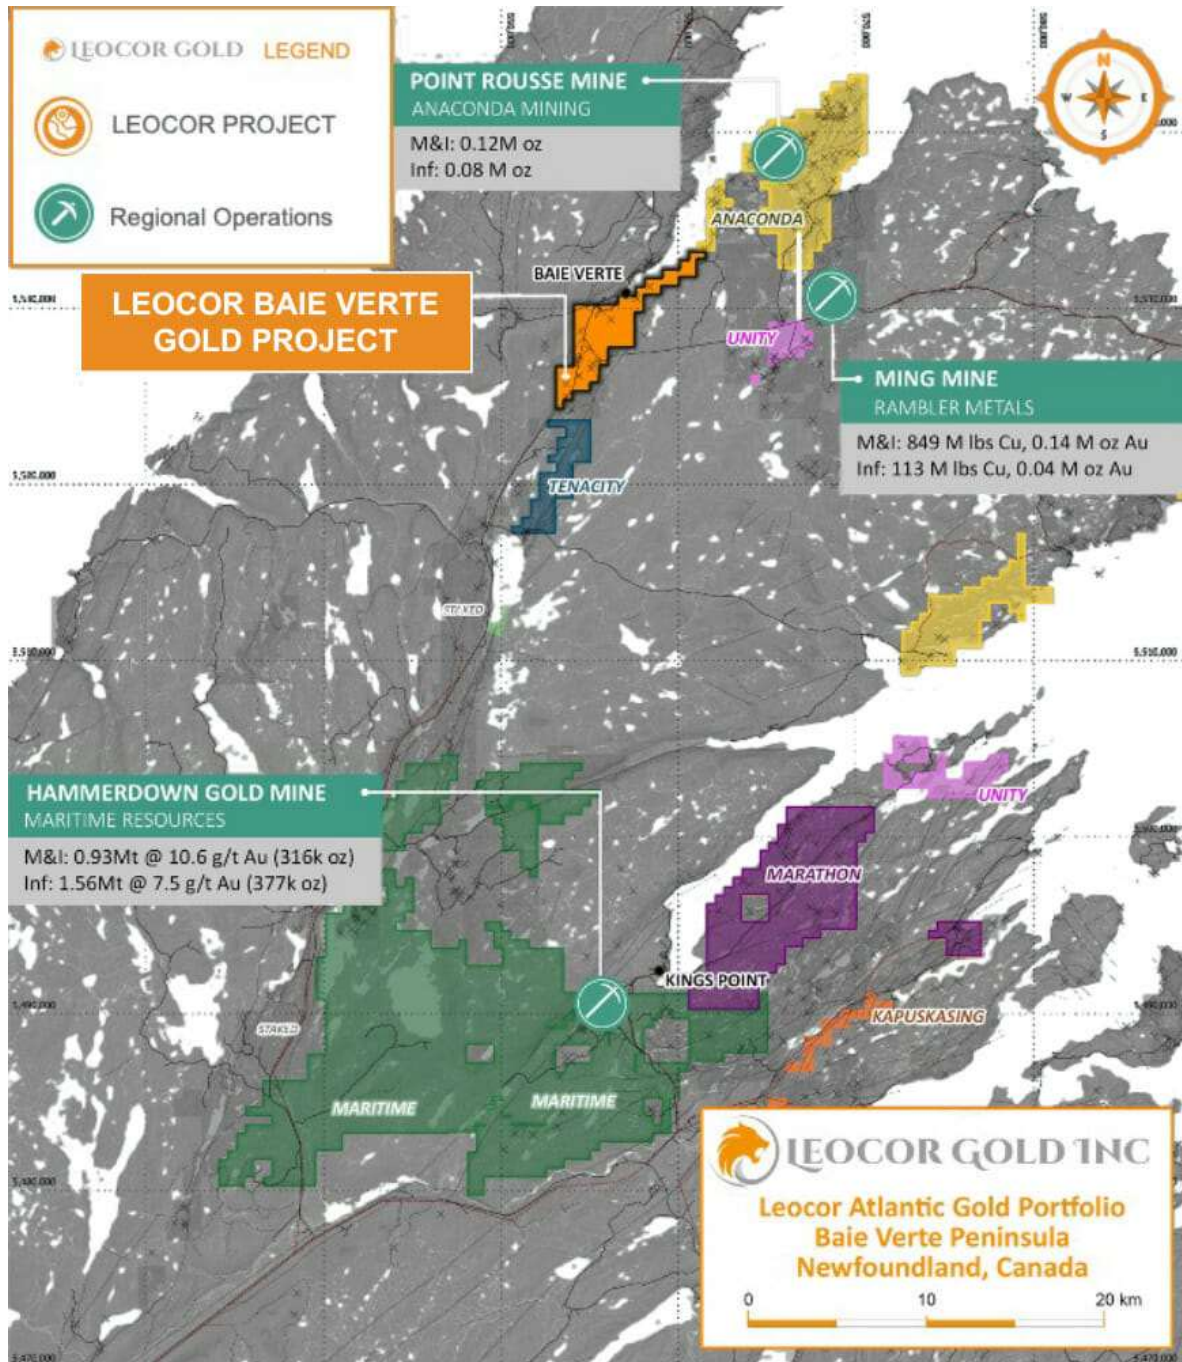 LEOCOR GOLD LEGEND
LEOCOR PROJECT
Regional Operations
POINT ROUSSE MINE
ANACONDA MINING
M&I: 0.12M oz
Inf: 0.08 M oz
N
W E
S
ANACONDA
BAIE VERTE
LEOCOR BAIE VERTE
GOLD PROJECT
UNITY
MING MINE
RAMBLER METALS
M&I: 849 M lbs Cu, 0.14 M oz Au
Inf: 113 M lbs Cu, 0.04 M oz Au
TENACITY
5,510,000
HAMMERDOWN GOLD MINE
MARITIME RESOURCES
M&I: 0.93Mt @ 10.6 g/t Au (316k oz)
Inf: 1.56Mt @ 7.5 g/t Au (377k oz)
UNITY
MARATHON
KINGS POINT
KAPUSKASING
STAKED
MARITIME
MARITIME
LEOCOR GOLD INC
Leocor Atlantic Gold Portfolio
Baie Verte Peninsula
Newfoundland, Canada
0 10 20 km